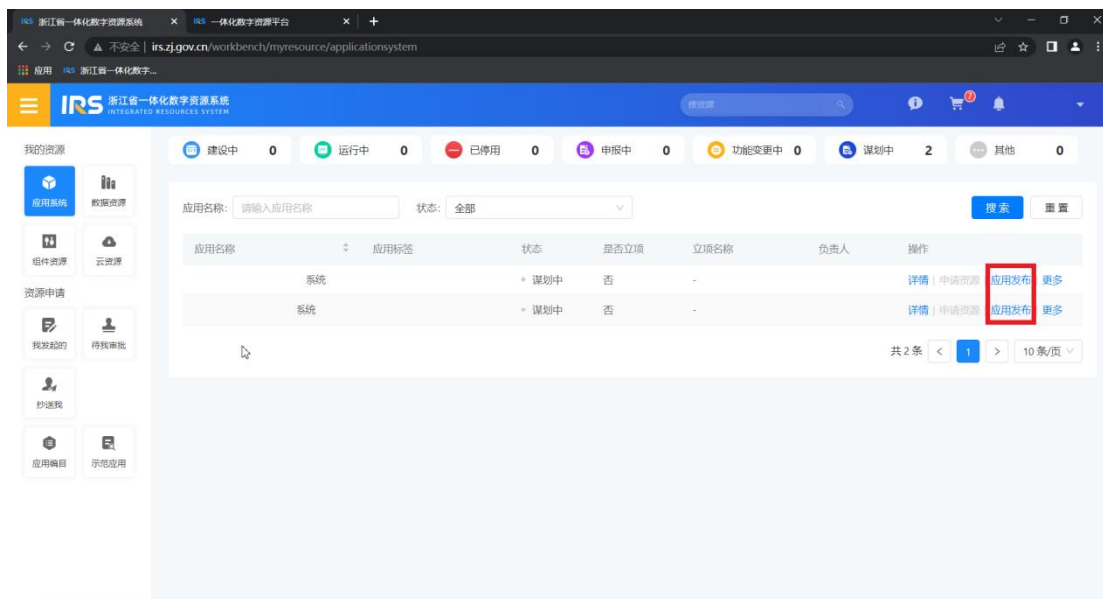 IRS 浙江省一体化数字资源系统 IRS 一体化数字资源平台
不安全 | irs.zj.gov.cn/workbench/myresource/applicationsystem
应用 IRS 浙江省一体化数字...
IRS 浙江省一体化数字资源系统 搜资源 7
INTEGRATED RESOURCES SYSTEM
我的资源 建设中 0 运行中 0 已停用 0 申报中 0 功能变更中 0 谋划中 2 其他 0
应用系统 数据资源
应用名称: 请输入应用名称 状态: 全部 搜索 重置
组件资源 云资源
应用名称 应用标签 状态 是否立项 立项名称 负责人 操作
系统 谋划中 否 - 详情 | 申请资源 | 应用发布 更多
系统 谋划中 否 - 详情 | 申请资源 | 应用发布 更多
资源申请
我发起的 待我审批
共 2 条 < 1 > 10 条/页
抄送我
应用编目 示范应用